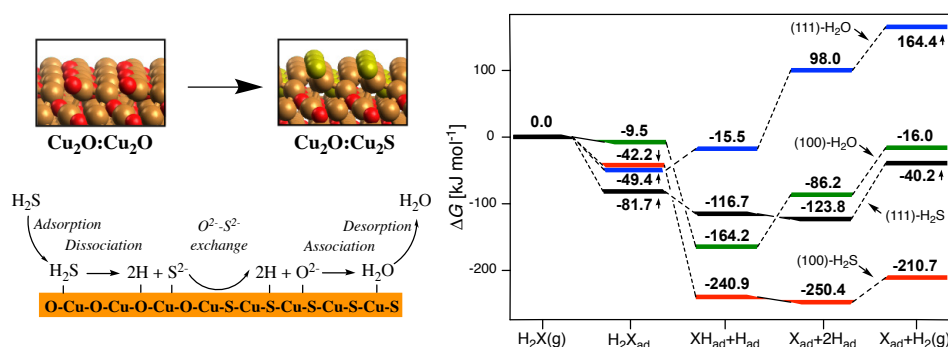 Cu₂O:Cu₂O
Cu₂O:Cu₂S
H₂S
Adsorption
Dissociation
O²⁻-S²⁻
exchange
Association
Desorption
H₂O
H₂S
2H + S²⁻
2H + O²⁻
H₂O
O-Cu-O-Cu-O-Cu-O-Cu-S-Cu-S-Cu-S-Cu-S-Cu-S
ΔG [kJ mol⁻¹]
100
0
-100
-200
0.0
-9.5
-42.2
-49.4
-81.7
-15.5
-116.7
-164.2
-240.9
98.0
-86.2
-123.8
-250.4
(111)-H₂O
164.4
(100)-H₂O
-16.0
-40.2
(111)-H₂S
(100)-H₂S
-210.7
H₂X(g)
H₂Xad
XHad+Had
Xad+2Had
Xad+H₂(g)